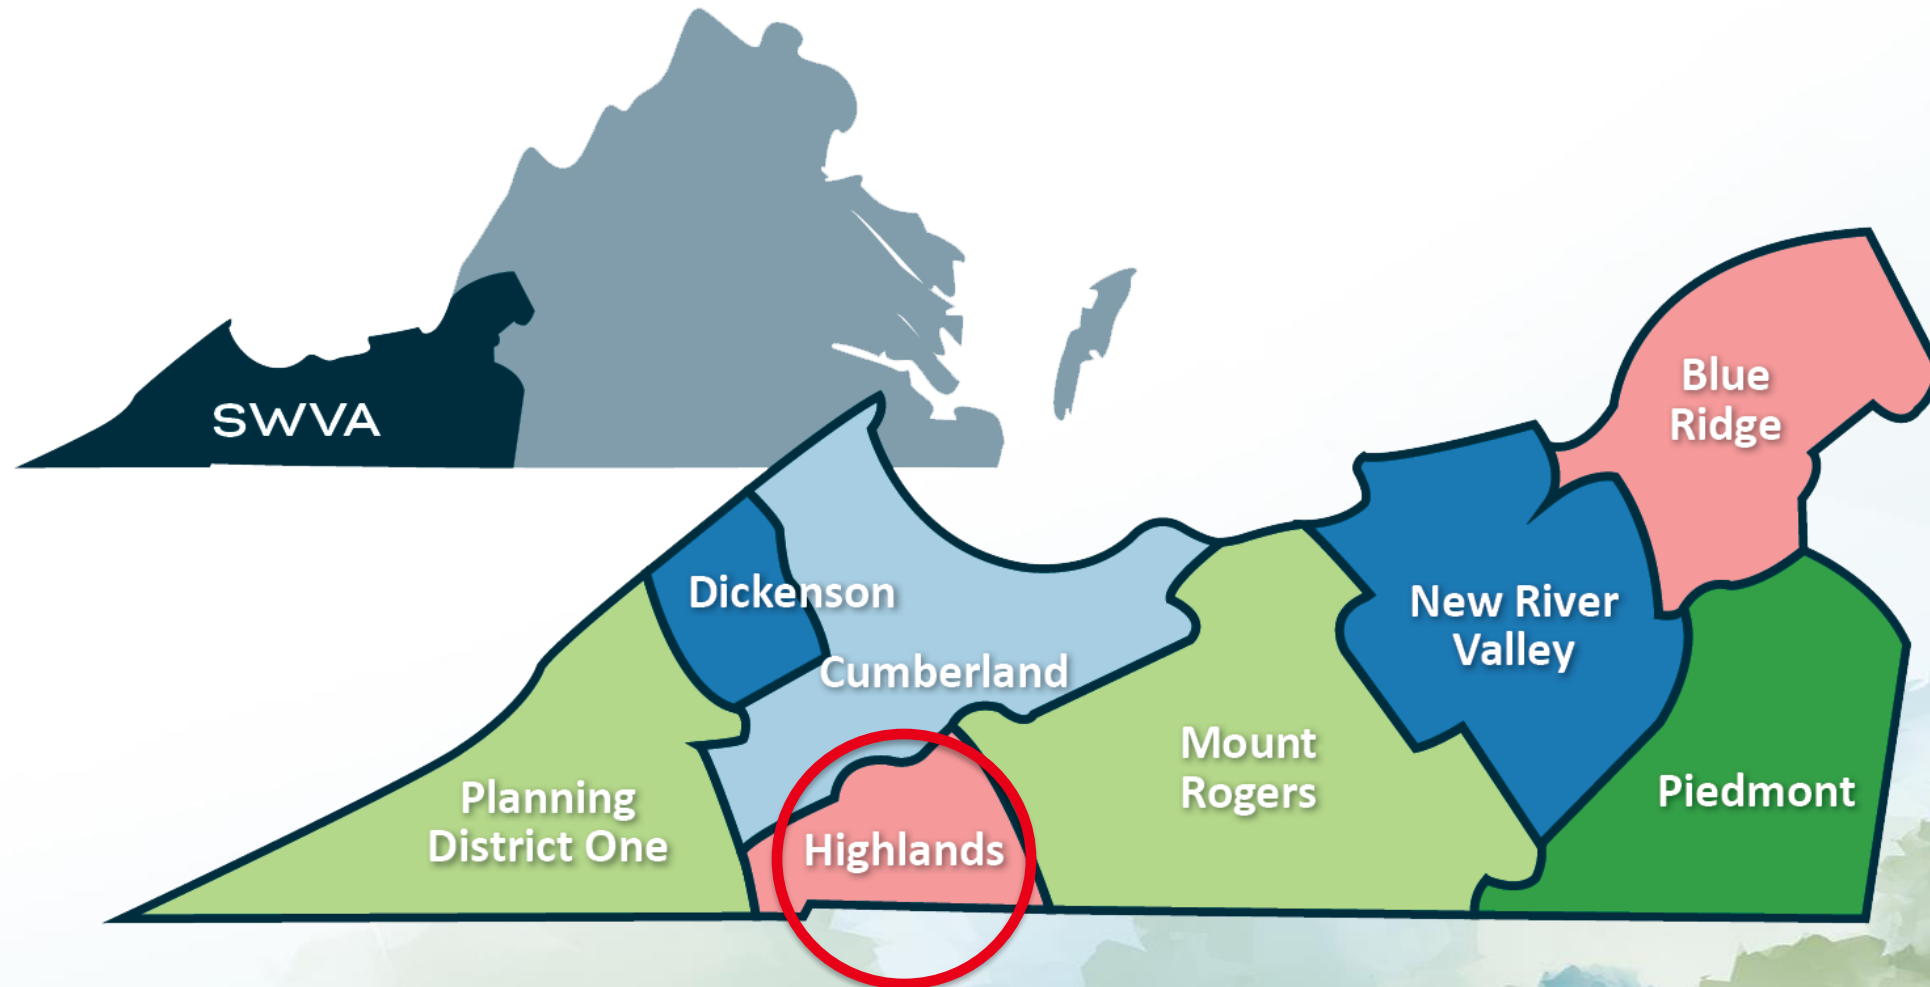 SWVA
Blue
Ridge
Dickenson
New River
Valley
Cumberland
Mount
Rogers
Planning
District One
Highlands
Piedmont